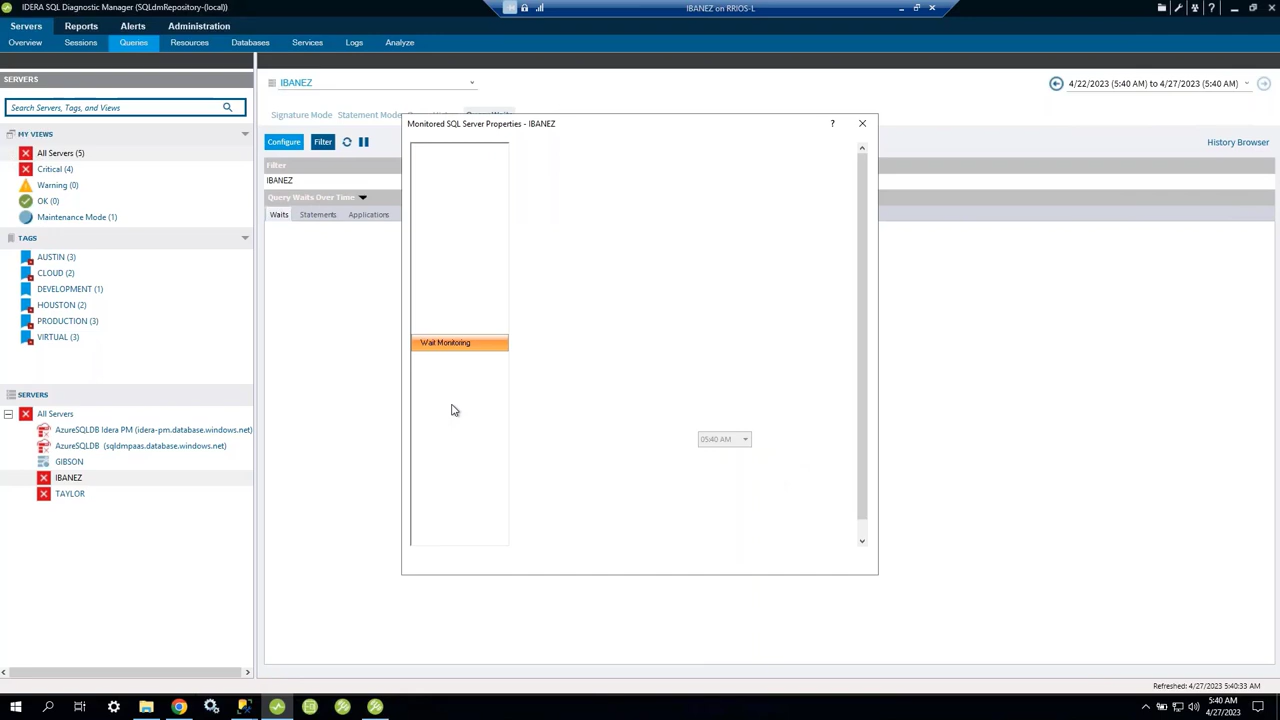 IDERA SQL Diagnostic Manager (SQLdmRepository-(local))
IBANEZ on RRIOS-L
Servers Reports Alerts Administration
Overview Sessions Queries Resources Databases Services Logs Analyze
SERVERS
Search Servers, Tags, and Views
MY VIEWS
All Servers (5)
Critical (4)
Warning (0)
OK (0)
Maintenance Mode (1)
TAGS
AUSTIN (3)
CLOUD (2)
DEVELOPMENT (1)
HOUSTON (2)
PRODUCTION (3)
VIRTUAL (3)
SERVERS
All Servers
AzureSQLDB Idera PM (idera-pm.database.windows.net)
AzureSQLDB (sqldmpaas.database.windows.net)
GIBSON
IBANEZ
TAYLOR
IBANEZ
4/22/2023 (5:40 AM) to 4/27/2023 (5:40 AM)
Signature Mode Statement Mode
Configure Filter
History Browser
Filter
IBANEZ
Query Waits Over Time
Waits Statements Applications
Monitored SQL Server Properties - IBANEZ
?
Wait Monitoring
05:40 AM
Refreshed: 4/27/2023 5:40:33 AM
5:40 AM
4/27/2023